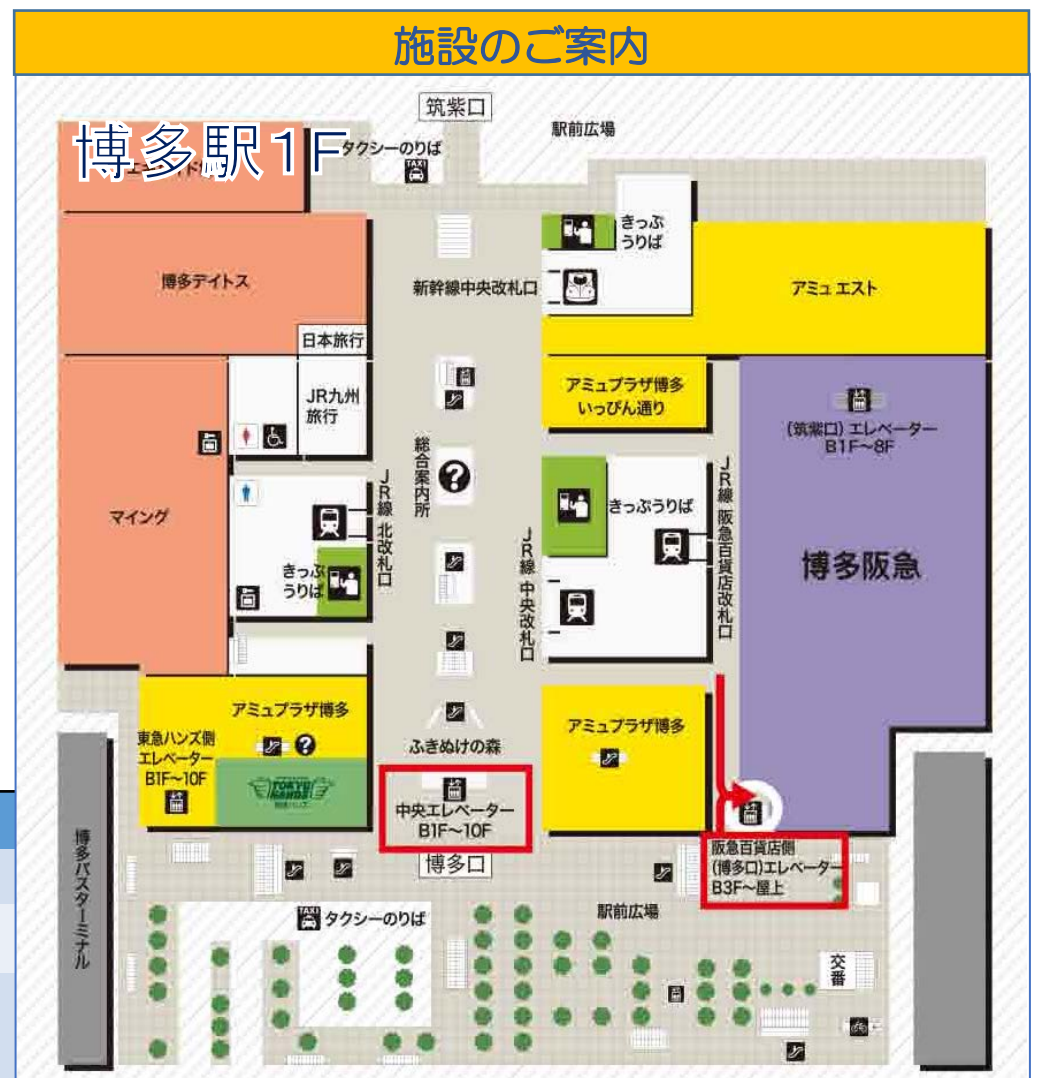 施設のご案内
筑紫口
駅前広場
博多駅1F
タクシーのりば
TAXI
きっぷ
うりば
博多デイトス
新幹線中央改札口
アミュエスト
日本旅行
JR九州
旅行
アミュプラザ博多
いっぴん通り
(筑紫口)エレベーター
B1F~8F
総合案内所
JR線 北改札口
JR線 阪急百貨店改札口
マイング
きっぷうりば
JR線 中央改札口
博多阪急
きっぷ
うりば
アミュプラザ博多
アミュプラザ博多
東急ハンズ側
エレベーター
B1F~10F
ふきぬけの森
TOKYU
HANDS
中央エレベーター
B1F~10F
博多口
阪急百貨店側
(博多口)エレベーター
B3F~屋上
博多バスターミナル
TAXI
タクシーのりば
駅前広場
交番